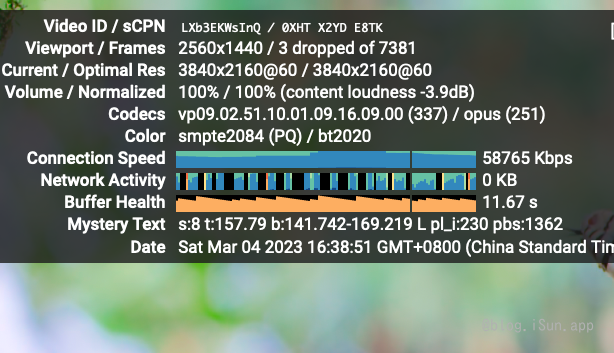 Video ID / sCPN LXb3EKWsInQ / 0XHT X2YD E8TK
Viewport / Frames 2560x1440 / 3 dropped of 7381
Current / Optimal Res 3840x2160@60 / 3840x2160@60
Volume / Normalized 100% / 100% (content loudness -3.9dB)
Codecs vp09.02.51.10.01.09.16.09.00 (337) / opus (251)
Color smpte2084 (PQ) / bt2020
Connection Speed 58765 Kbps
Network Activity 0 KB
Buffer Health 11.67 s
Mystery Text s:8 t:157.79 b:141.742-169.219 L pl_i:230 pbs:1362
Date Sat Mar 04 2023 16:38:51 GMT+0800 (China Standard Tim
blog.iSun.app